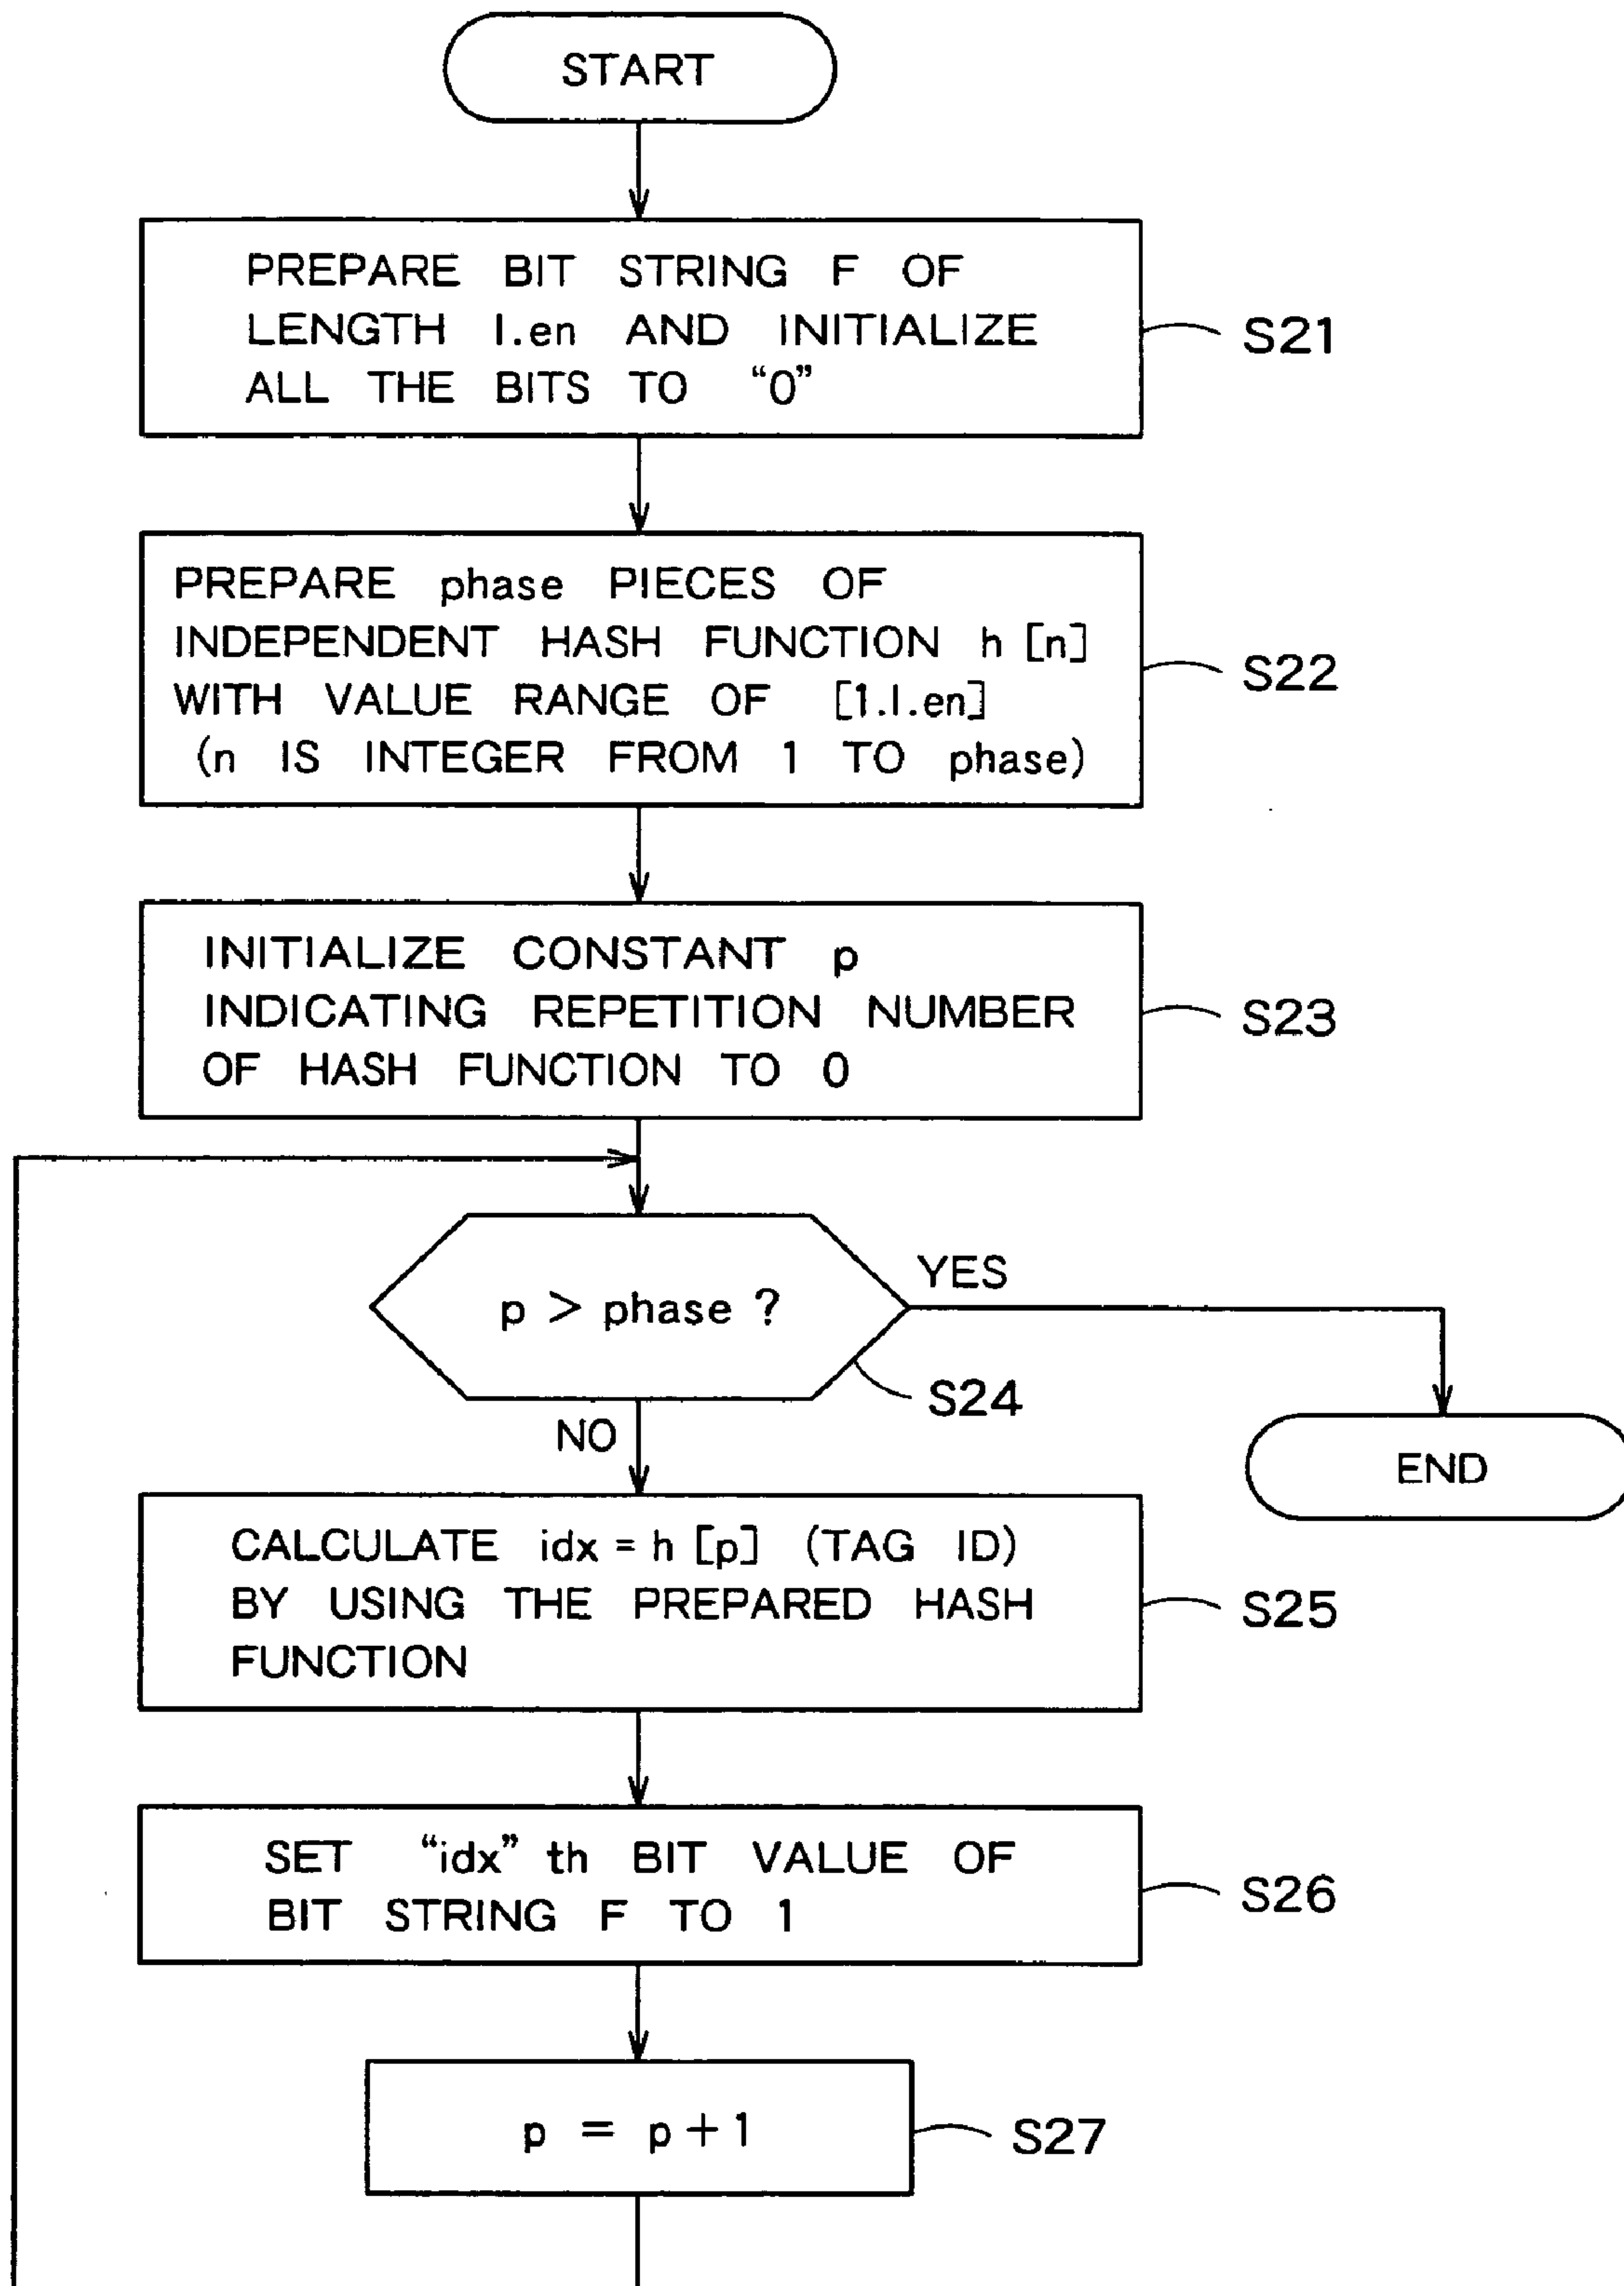 START
PREPARE BIT STRING F OF
LENGTH l.en AND INITIALIZE
ALL THE BITS TO “0”
S21
PREPARE phase PIECES OF
INDEPENDENT HASH FUNCTION h [n]
WITH VALUE RANGE OF [1.l.en]
(n IS INTEGER FROM 1 TO phase)
S22
INITIALIZE CONSTANT p
INDICATING REPETITION NUMBER
OF HASH FUNCTION TO 0
S23
p > phase ?
YES
S24
NO
END
CALCULATE idx = h [p] (TAG ID)
BY USING THE PREPARED HASH
FUNCTION
S25
SET “idx” th BIT VALUE OF
BIT STRING F TO 1
S26
p = p + 1
S27